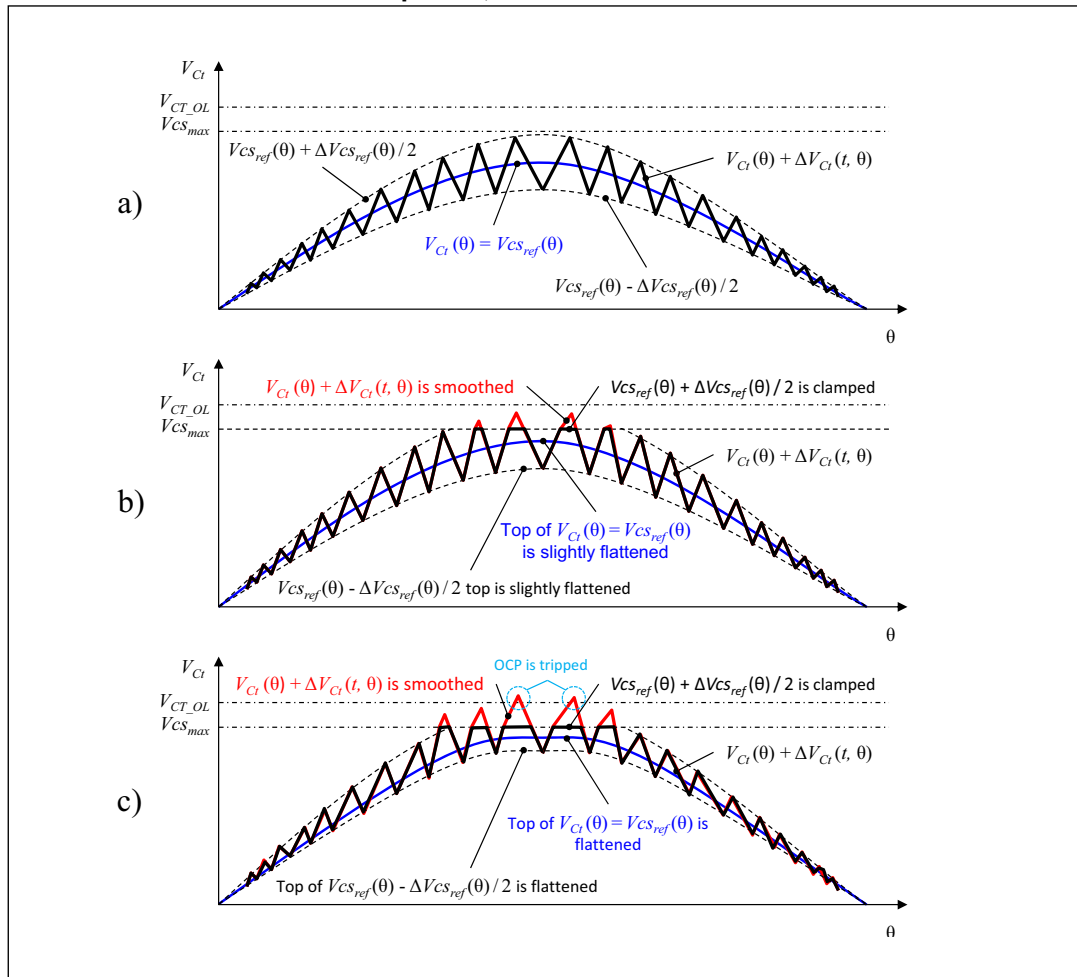 a)
V_Ct
V_CT_OL
Vcs_max
Vcs_ref(θ) + ΔVcs_ref(θ)/2
V_Ct(θ) + ΔV_Ct(t, θ)
V_Ct(θ) = Vcs_ref(θ)
Vcs_ref(θ) - ΔVcs_ref(θ)/2
θ
b)
V_Ct
V_Ct(θ) + ΔV_Ct(t, θ) is smoothed
Vcs_ref(θ) + ΔVcs_ref(θ)/2 is clamped
V_CT_OL
Vcs_max
V_Ct(θ) + ΔV_Ct(t, θ)
Top of V_Ct(θ) = Vcs_ref(θ)
is slightly flattened
Vcs_ref(θ) - ΔVcs_ref(θ)/2 top is slightly flattened
θ
c)
V_Ct
OCP is tripped
V_Ct(θ) + ΔV_Ct(t, θ) is smoothed
Vcs_ref(θ) + ΔVcs_ref(θ)/2 is clamped
V_CT_OL
Vcs_max
V_Ct(θ) + ΔV_Ct(t, θ)
Top of V_Ct(θ) = Vcs_ref(θ) is
flattened
Top of Vcs_ref(θ) - ΔVcs_ref(θ)/2 is flattened
θ